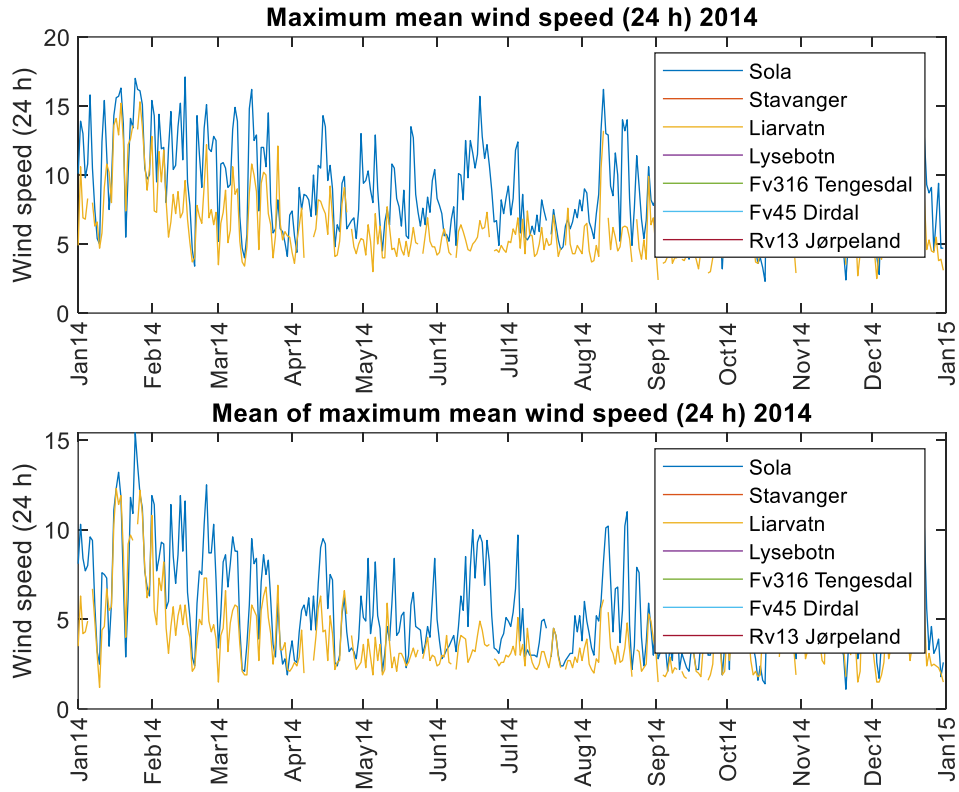 Maximum mean wind speed (24 h) 2014
Wind speed (24 h)
20
15
10
5
0
Sola
Stavanger
Liarvatn
Lysebotn
Fv316 Tengesdal
Fv45 Dirdal
Rv13 Jørpeland
Jan14 Feb14 Mar14 Apr14 May14 Jun14 Jul14 Aug14 Sep14 Oct14 Nov14 Dec14 Jan15
Mean of maximum mean wind speed (24 h) 2014
Wind speed (24 h)
15
10
5
0
Sola
Stavanger
Liarvatn
Lysebotn
Fv316 Tengesdal
Fv45 Dirdal
Rv13 Jørpeland
Jan14 Feb14 Mar14 Apr14 May14 Jun14 Jul14 Aug14 Sep14 Oct14 Nov14 Dec14 Jan15